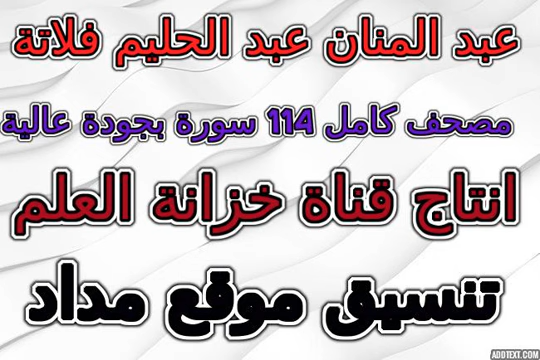 عبد المنان عبد الحليم فلاتة
مصحف كامل 114 سورة بجودة عالية
انتاج قناة خزانة العلم
تنسيق موقع مداد
ADDTEXT.COM